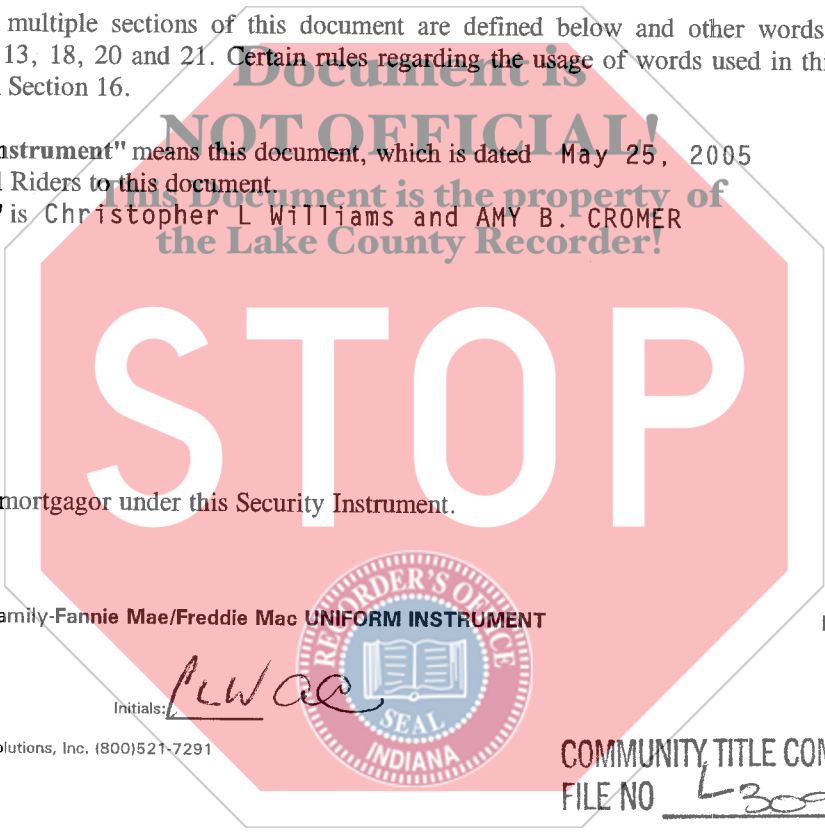 multiple sections of this document are defined below and other words
13, 18, 20 and 21. Certain rules regarding the usage of words used in thi
Section 16.
Document is
NOT OFFICIAL!
nstrument" means this document, which is dated May 25, 2005
Riders to this document.
This Document is the property of
is Christopher L Williams and AMY B. CROMER
the Lake County Recorder!
STOP
mortgagor under this Security Instrument.
RECORDER'S OFFICE
amily-Fannie Mae/Freddie Mac UNIFORM INSTRUMENT
Initials: CLW
SEAL
INDIANA
olutions, Inc. (800)521-7291
COMMUNITY TITLE COM
FILE NO L 30